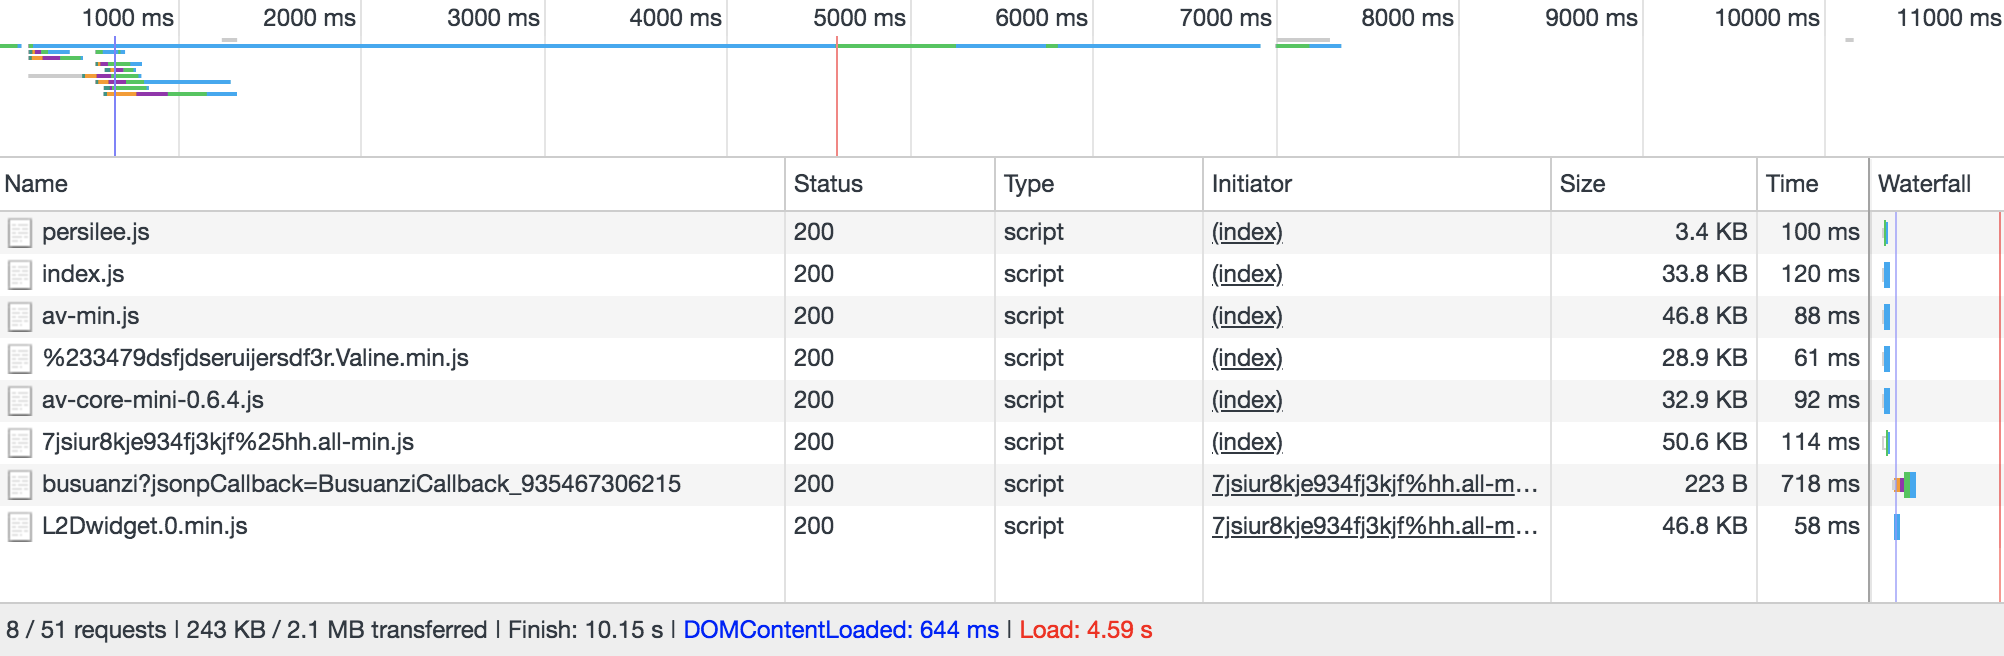 1000 ms 2000 ms 3000 ms 4000 ms 5000 ms 6000 ms 7000 ms 8000 ms 9000 ms 10000 ms 11000 ms
Name Status Type Initiator Size Time Waterfall
persilee.js 200 script (index) 3.4 KB 100 ms
index.js 200 script (index) 33.8 KB 120 ms
av-min.js 200 script (index) 46.8 KB 88 ms
%233479dsfjdseruijersdf3r.Valine.min.js 200 script (index) 28.9 KB 61 ms
av-core-mini-0.6.4.js 200 script (index) 32.9 KB 92 ms
7jsiur8kje934fj3kjf%25hh.all-min.js 200 script (index) 50.6 KB 114 ms
busuanzi?jsonpCallback=BusuanziCallback_935467306215 200 script 7jsiur8kje934fj3kjf%hh.all-m… 223 B 718 ms
L2Dwidget.0.min.js 200 script 7jsiur8kje934fj3kjf%hh.all-m… 46.8 KB 58 ms
8 / 51 requests | 243 KB / 2.1 MB transferred | Finish: 10.15 s | DOMContentLoaded: 644 ms | Load: 4.59 s